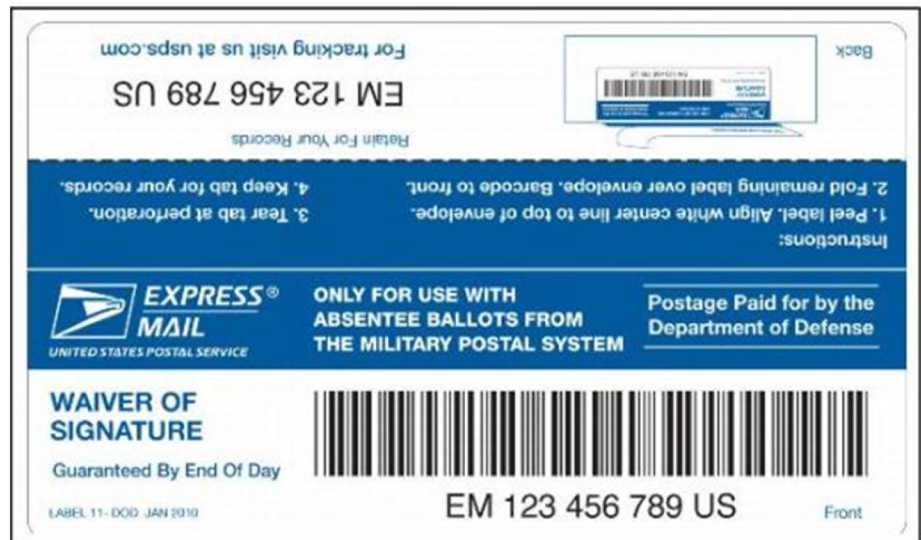 For tracking visit us at usps.com
EM 123 456 789 US
Retain For Your Records
Back
Instructions:
1. Peel label. Align white center line to top of envelope.
2. Fold remaining label over envelope. Barcode to front.
3. Tear tab at perforation.
4. Keep tab for your records.
EXPRESS®
MAIL
UNITED STATES POSTAL SERVICE
ONLY FOR USE WITH
ABSENTEE BALLOTS FROM
THE MILITARY POSTAL SYSTEM
Postage Paid for by the
Department of Defense
WAIVER OF
SIGNATURE
Guaranteed By End Of Day
LABEL 11-DOD JAN 2010
EM 123 456 789 US
Front